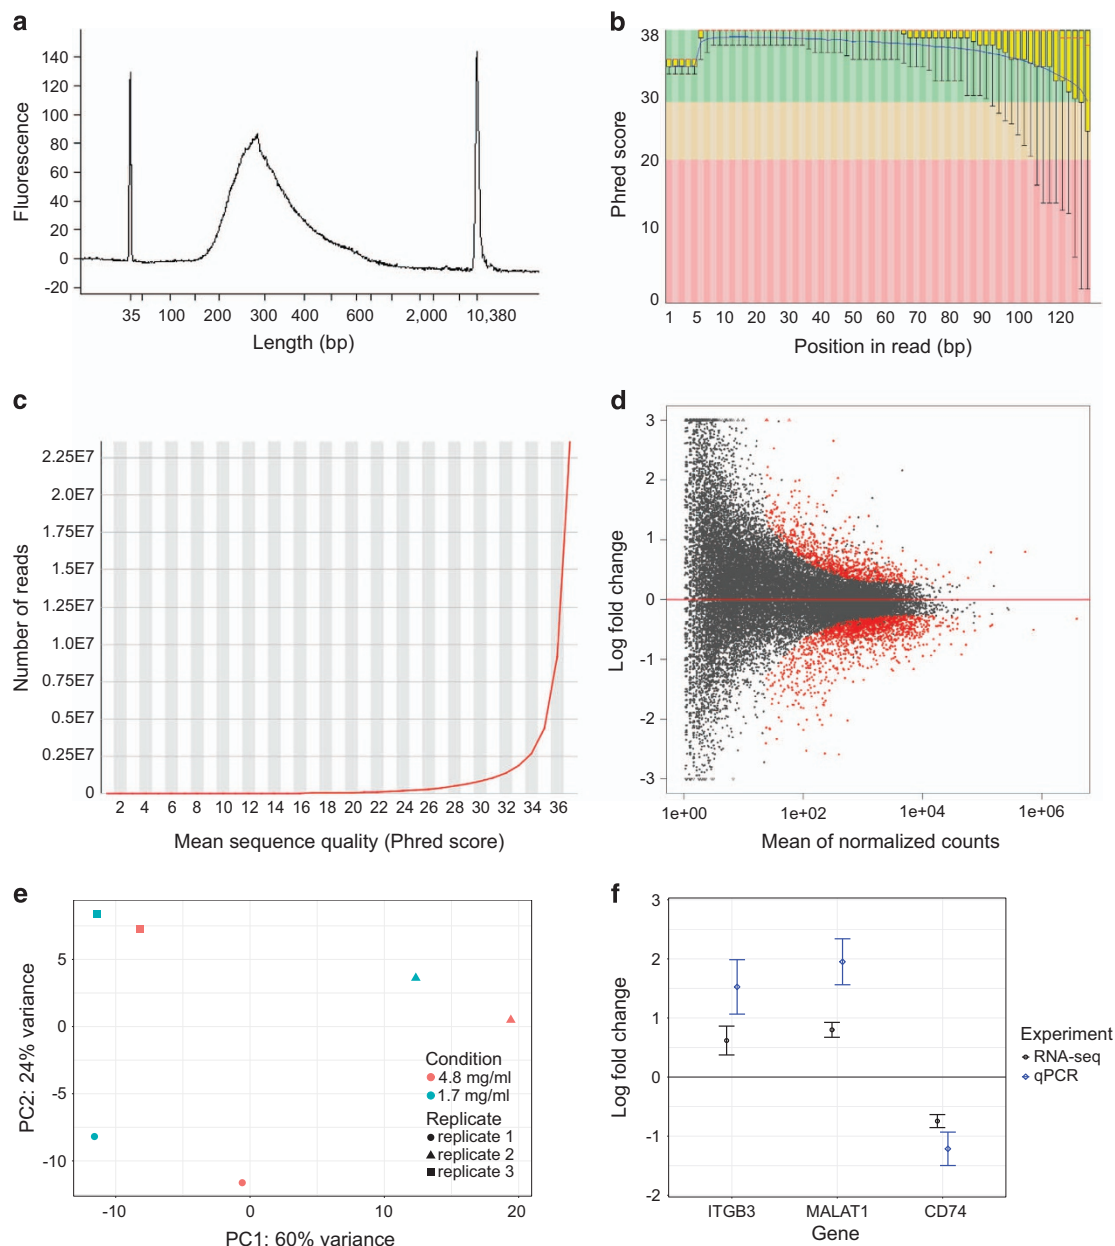 a
140
120
100
80
60
40
20
0
-20
Fluorescence
35 100 200 300 400 600 2,000 10,380
Length (bp)
b
38
30
20
10
0
Phred score
1 5 10 20 30 40 50 60 70 80 90 100 120
Position in read (bp)
c
2.25E7
2.0E7
1.75E7
1.5E7
1.25E7
1.0E7
0.75E7
0.5E7
0.25E7
0
Number of reads
2 4 6 8 10 12 14 16 18 20 22 24 26 28 30 32 34 36
Mean sequence quality (Phred score)
d
3
2
1
0
-1
-2
-3
Log fold change
1e+00 1e+02 1e+04 1e+06
Mean of normalized counts
e
5
0
-5
-10
PC2: 24% variance
Condition
4.8 mg/ml
1.7 mg/ml
Replicate
replicate 1
replicate 2
replicate 3
-10 0 10 20
PC1: 60% variance
f
3
2
1
0
-1
-2
Log fold change
ITGB3 MALAT1 CD74
Gene
Experiment
RNA-seq
qPCR